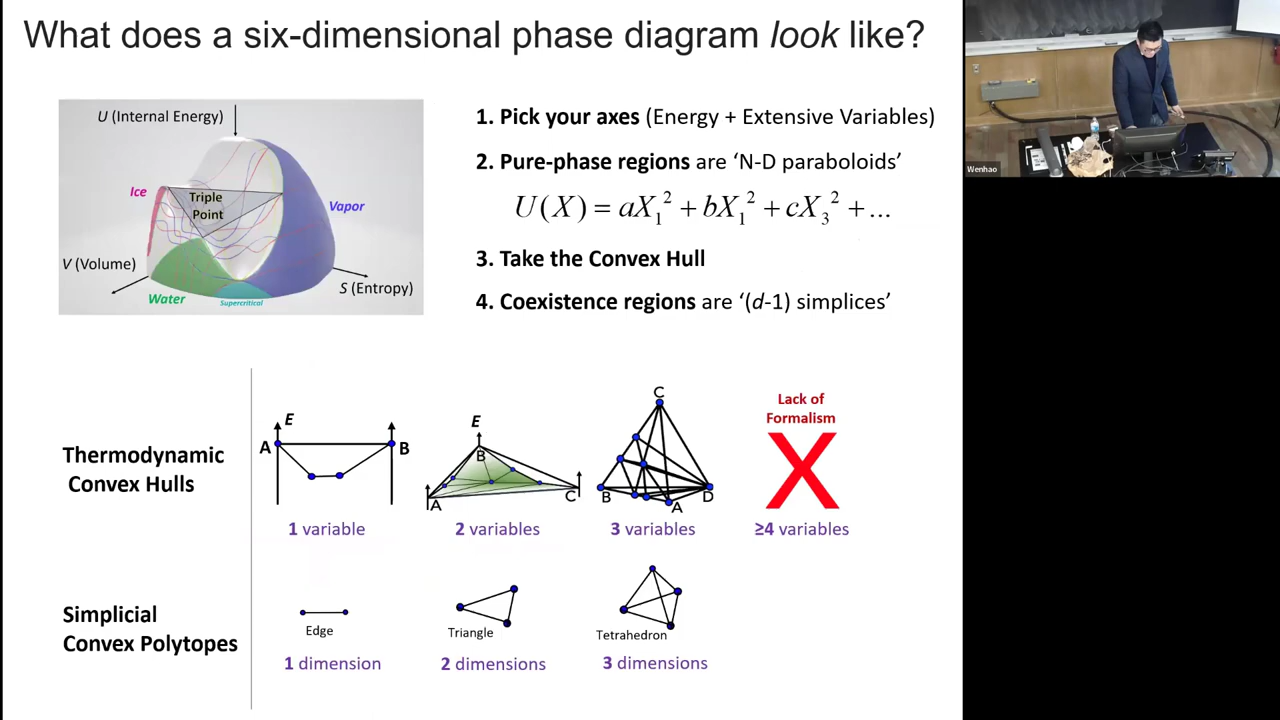 What does a six-dimensional phase diagram look like?
U (Internal Energy)
Ice
Triple
Point
Vapor
V (Volume)
S (Entropy)
Water
Supercritical
1. Pick your axes (Energy + Extensive Variables)
2. Pure-phase regions are ‘N-D paraboloids’
U(X) = aX₁² + bX₁² + cX₃² + ...
3. Take the Convex Hull
4. Coexistence regions are ‘(d-1) simplices’
Wenhao
Thermodynamic
Convex Hulls
E
A
B
1 variable
E
B
A
C
2 variables
C
B
A
D
3 variables
Lack of
Formalism
X
≥4 variables
Simplicial
Convex Polytopes
Edge
1 dimension
Triangle
2 dimensions
Tetrahedron
3 dimensions